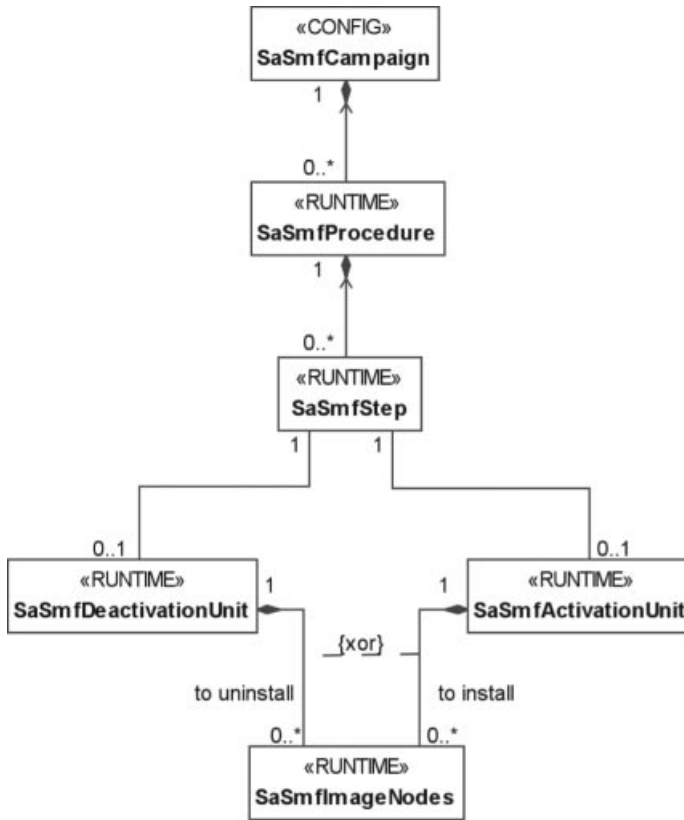 «CONFIG»
SaSmfCampaign
1
0..*
«RUNTIME»
SaSmfProcedure
1
0..*
«RUNTIME»
SaSmfStep
1 1
0..1 0..1
«RUNTIME» «RUNTIME»
SaSmfDeactivationUnit 1 1 SaSmfActivationUnit
{xor}
to uninstall to install
0..* 0..*
«RUNTIME»
SaSmfImageNodes